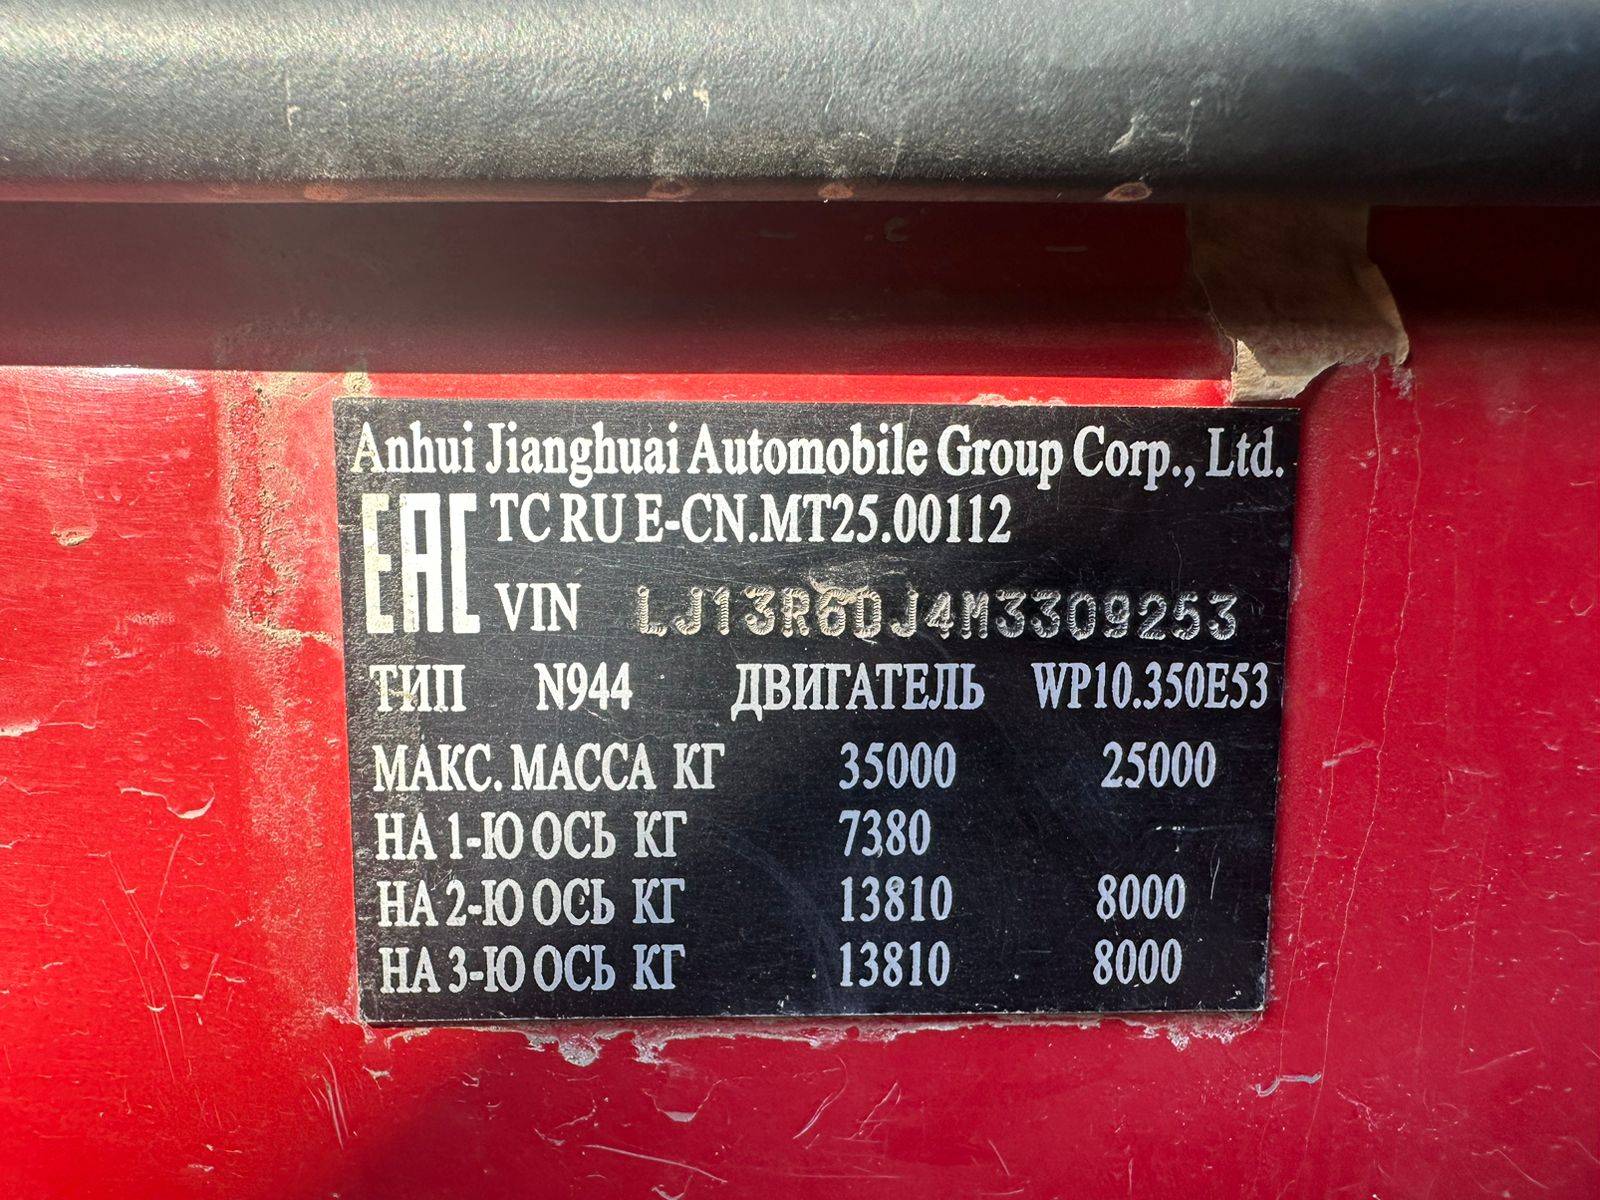 Anhui Jianghuai Automobile Group Corp., Ltd.
EAC TC RU E-CN.MT25.00112
VIN LJ13R6DJ4M3309253
ТИП N944 ДВИГАТЕЛЬ WP10.350E53
МАКС. МАССА КГ 35000 25000
НА 1-Ю ОСЬ КГ 7380
НА 2-Ю ОСЬ КГ 13810 8000
НА 3-Ю ОСЬ КГ 13810 8000